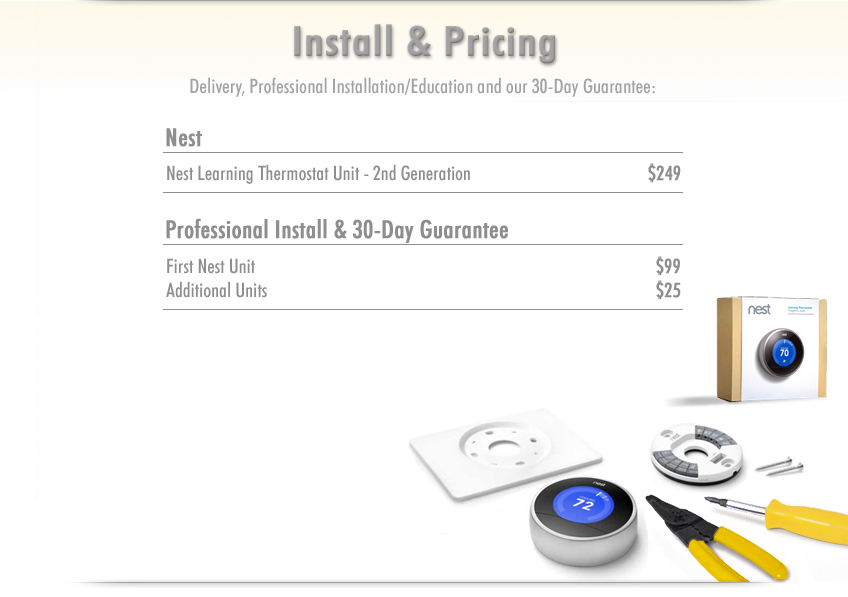 Install & Pricing
Delivery, Professional Installation/Education and our 30-Day Guarantee:
Nest
Nest Learning Thermostat Unit - 2nd Generation $249
Professional Install & 30-Day Guarantee
First Nest Unit $99
Additional Units $25
nest
70
nest
72